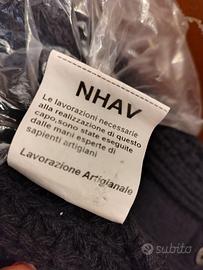 NHAV
Le lavorazioni necessarie
alla realizzazione di questo
capo, sono state eseguite
dalle mani esperte di
sapienti artigiani
Lavorazione Artigianale
subito